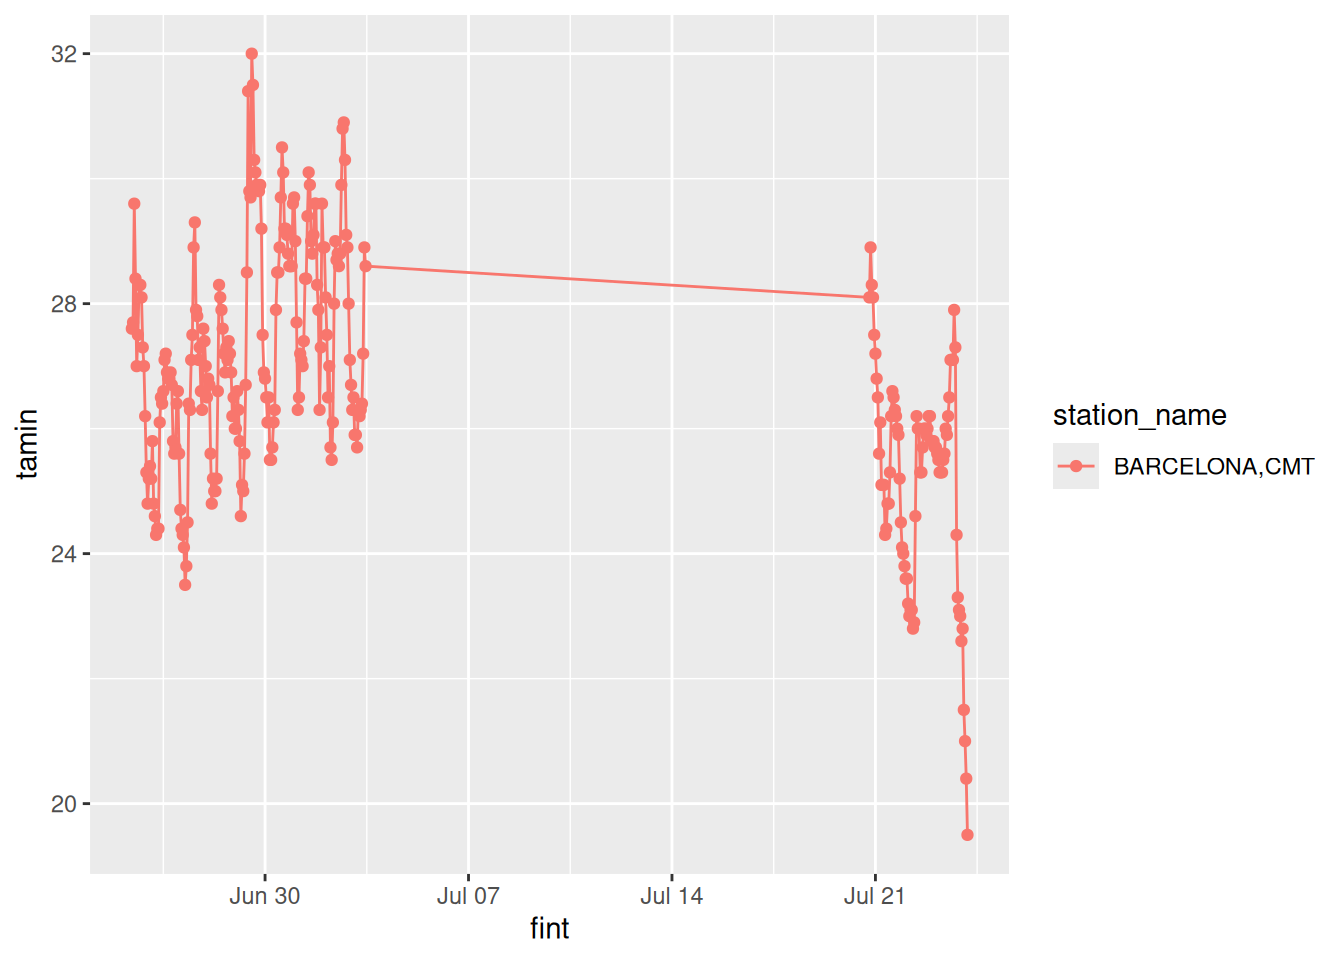 32
28
24
20
tamin
Jun 30
Jul 07
Jul 14
Jul 21
fint
station_name
BARCELONA,CMT